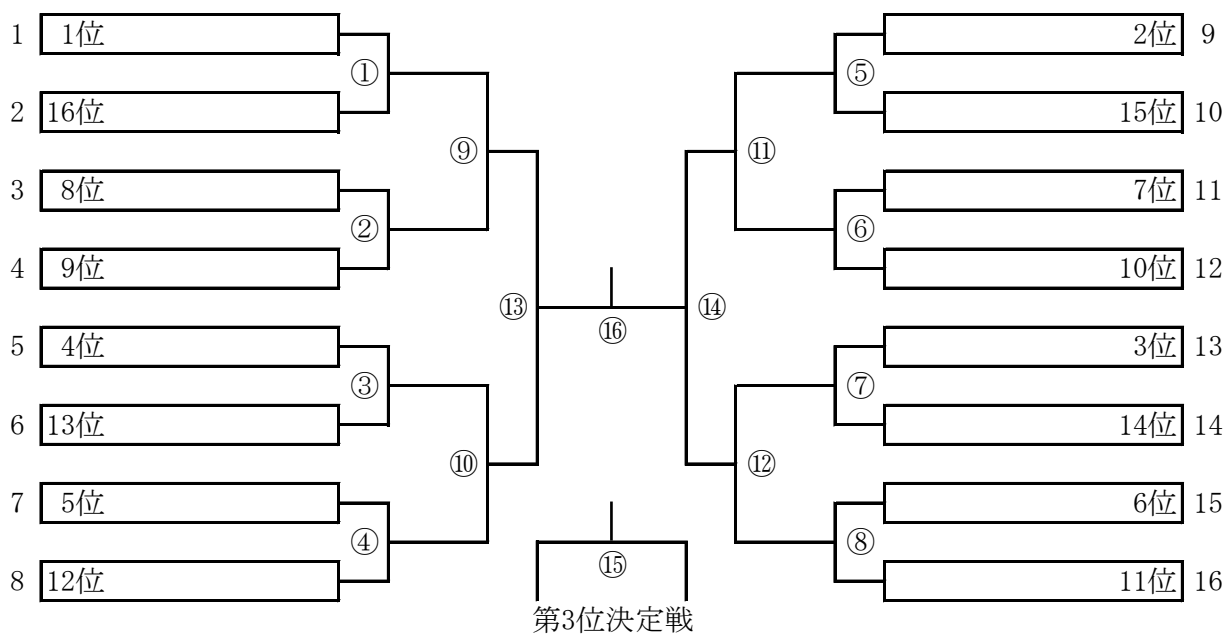 1 1位 2位 9
① ⑤
2 16位 15位 10
⑨ ⑪
3 8位 7位 11
② ⑥
4 9位 10位 12
⑬ ⑭
⑯
5 4位 3位 13
③ ⑦
6 13位 14位 14
⑩ ⑫
7 5位 6位 15
④ ⑧
⑮
8 12位 11位 16
第3位決定戦